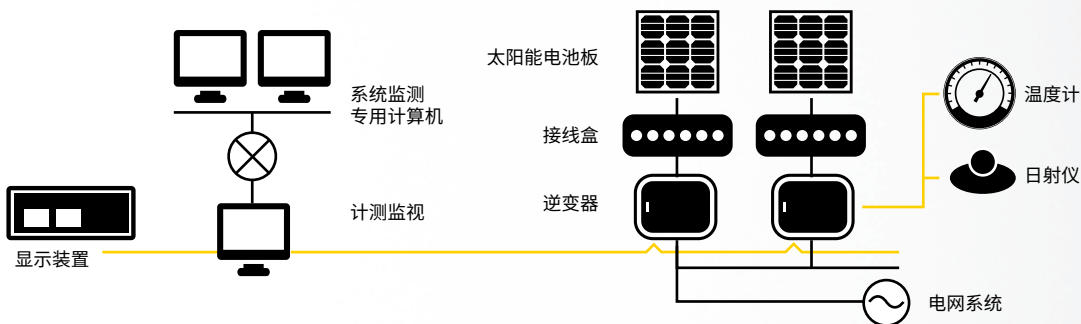 太阳能电池板
系统监测
专用计算机
温度计
接线盒
日射仪
计测监视
逆变器
显示装置
电网系统